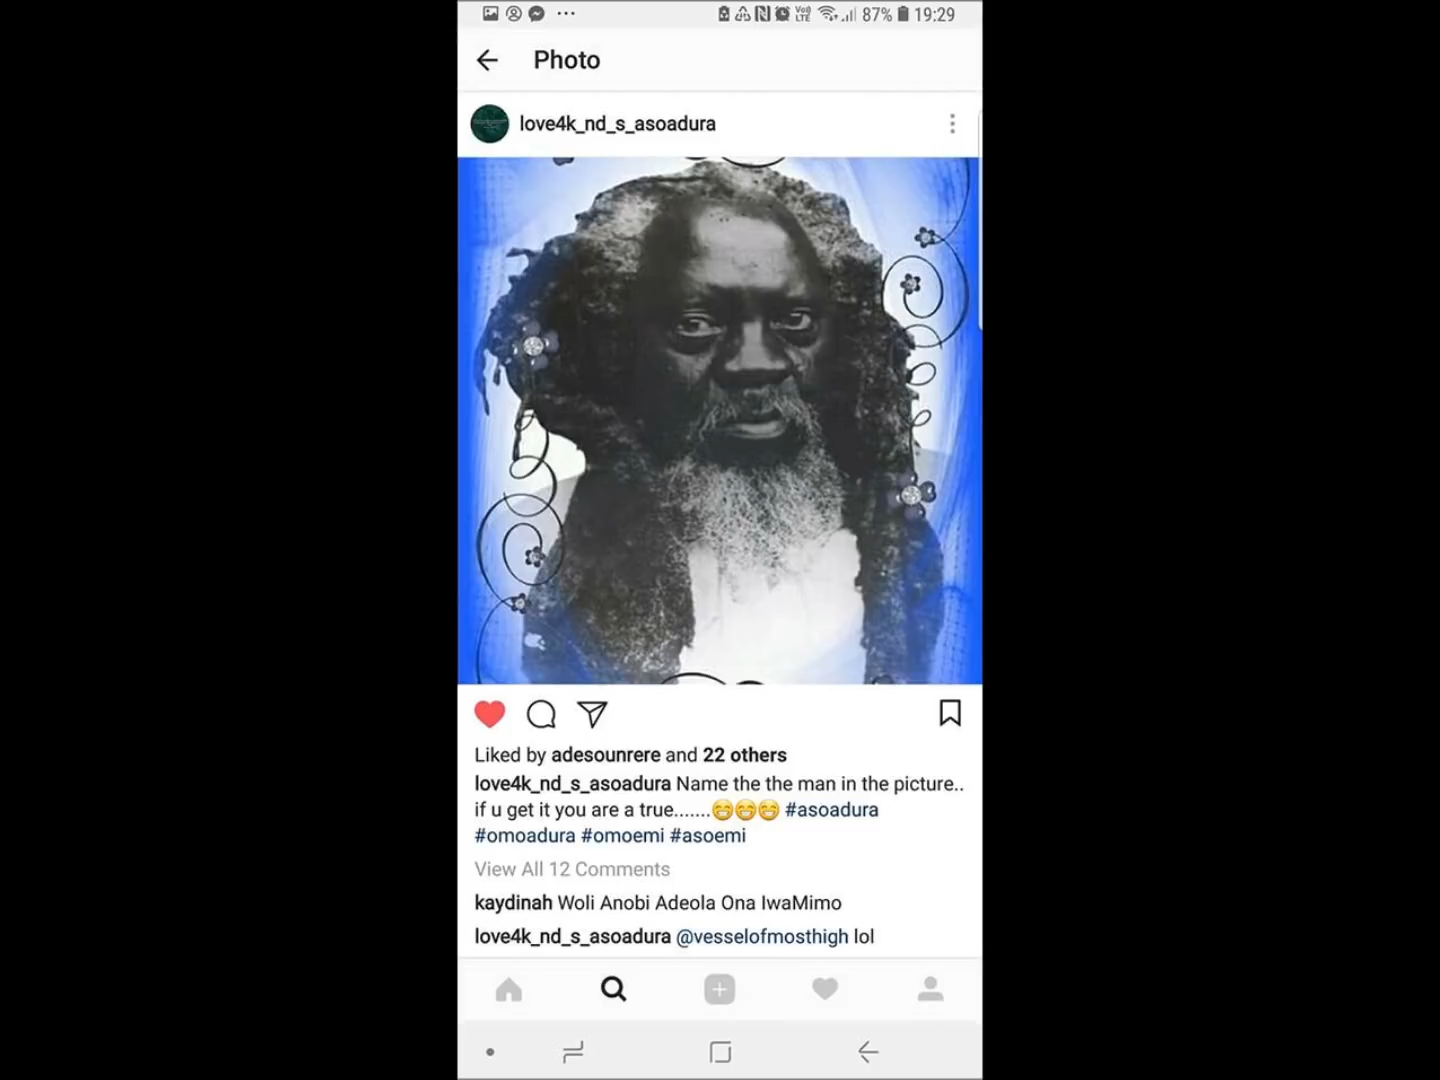 87% 19:29
Photo
love4k_nd_s_asoadura
Liked by adesounrere and 22 others
love4k_nd_s_asoadura Name the the man in the picture..
if u get it you are a true.......😁😁😁 #asoadura
#omoadura #omoemi #asoemi
View All 12 Comments
kaydinah Woli Anobi Adeola Ona IwaMimo
love4k_nd_s_asoadura @vesselofmosthigh lol